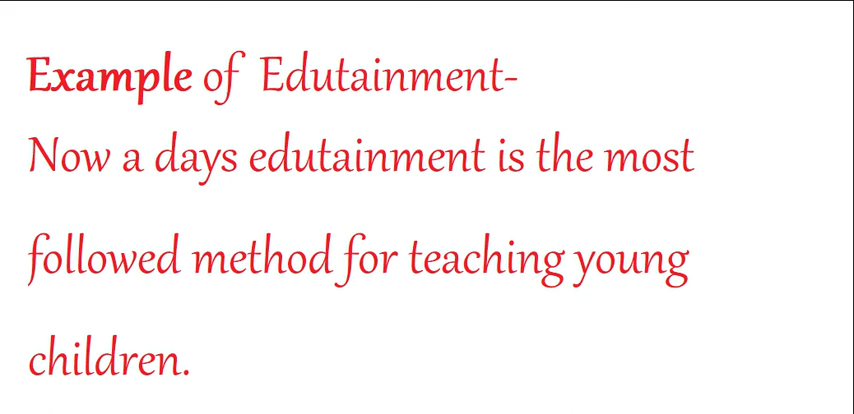 Example of Edutainment-
Now a days edutainment is the most
followed method for teaching young
children.